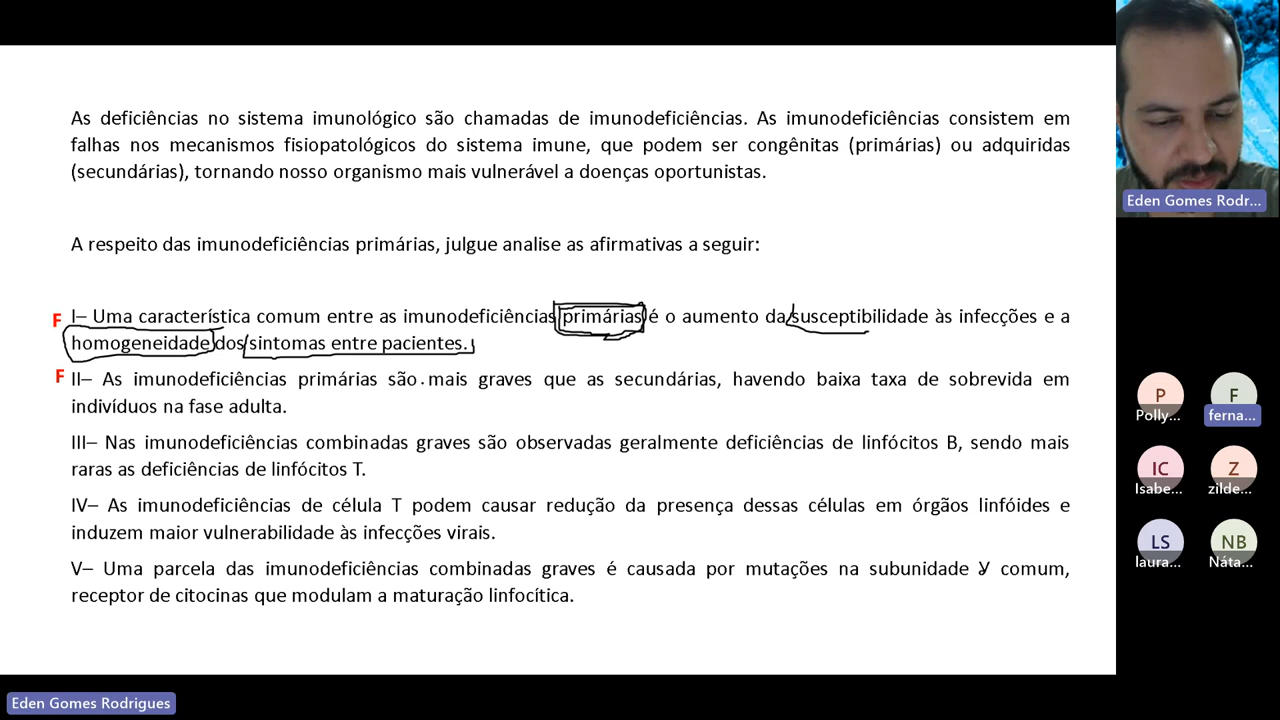 As deficiências no sistema imunológico são chamadas de imunodeficiências. As imunodeficiências consistem em
falhas nos mecanismos fisiopatológicos do sistema imune, que podem ser congênitas (primárias) ou adquiridas
(secundárias), tornando nosso organismo mais vulnerável a doenças oportunistas.
A respeito das imunodeficiências primárias, julgue analise as afirmativas a seguir:
F I– Uma característica comum entre as imunodeficiências primárias é o aumento da susceptibilidade às infecções e a
homogeneidade dos sintomas entre pacientes.
F II– As imunodeficiências primárias são mais graves que as secundárias, havendo baixa taxa de sobrevida em
indivíduos na fase adulta.
III– Nas imunodeficiências combinadas graves são observadas geralmente deficiências de linfócitos B, sendo mais
raras as deficiências de linfócitos T.
IV– As imunodeficiências de célula T podem causar redução da presença dessas células em órgãos linfóides e
induzem maior vulnerabilidade às infecções virais.
V– Uma parcela das imunodeficiências combinadas graves é causada por mutações na subunidade γ comum,
receptor de citocinas que modulam a maturação linfocítica.
Eden Gomes Rodr...
P
F
Polly...
ferna...
IC
Z
Isabe...
zilde...
LS
NB
laura...
Náta...
Eden Gomes Rodrigues